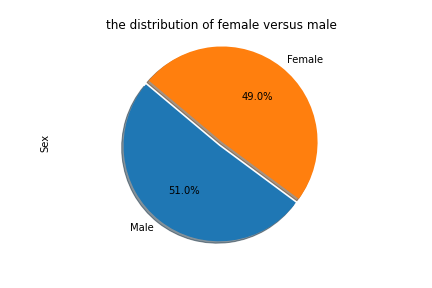 the distribution of female versus male
Female
49.0%
Sex
51.0%
Male